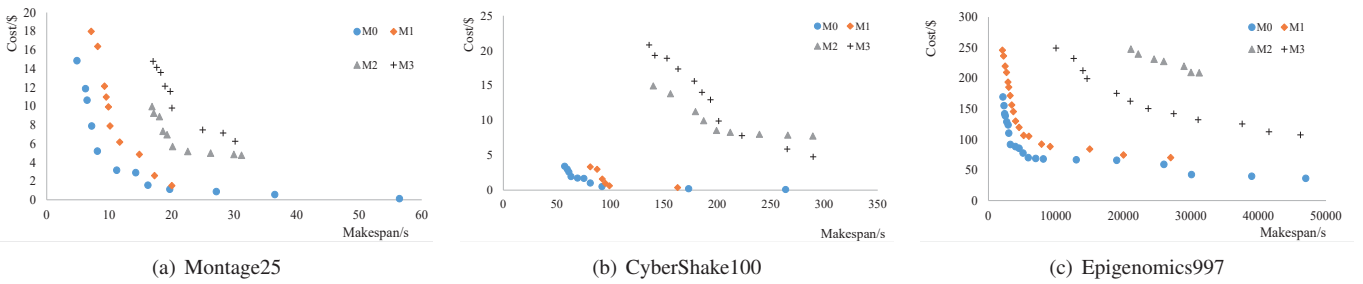 Cost/$
20
18
16
14
12
10
8
6
4
2
0
0 10 20 30 40 50 60
Makespan/s
M0 M1
M2 M3
(a) Montage25
Cost/$
25
20
15
10
5
0
0 50 100 150 200 250 300 350
Makespan/s
M0 M1
M2 M3
(b) CyberShake100
Cost/$
300
250
200
150
100
50
0
0 10000 20000 30000 40000 50000
Makespan/s
M0 M1
M2 M3
(c) Epigenomics997